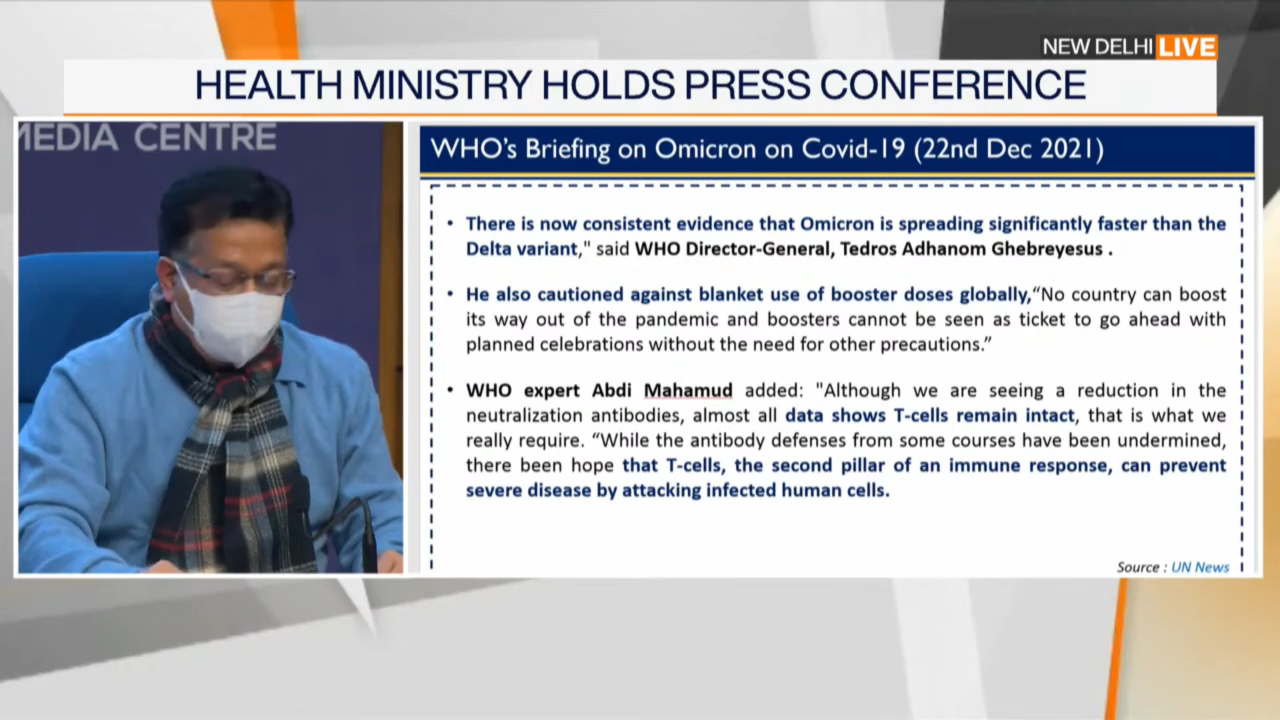 NEW DELHI LIVE
HEALTH MINISTRY HOLDS PRESS CONFERENCE
MEDIA CENTRE
WHO's Briefing on Omicron on Covid-19 (22nd Dec 2021)
• There is now consistent evidence that Omicron is spreading significantly faster than the
Delta variant," said WHO Director-General, Tedros Adhanom Ghebreyesus .
• He also cautioned against blanket use of booster doses globally,“No country can boost
its way out of the pandemic and boosters cannot be seen as ticket to go ahead with
planned celebrations without the need for other precautions.”
• WHO expert Abdi Mahamud added: "Although we are seeing a reduction in the
neutralization antibodies, almost all data shows T-cells remain intact, that is what we
really require. “While the antibody defenses from some courses have been undermined,
there been hope that T-cells, the second pillar of an immune response, can prevent
severe disease by attacking infected human cells.
Source : UN News